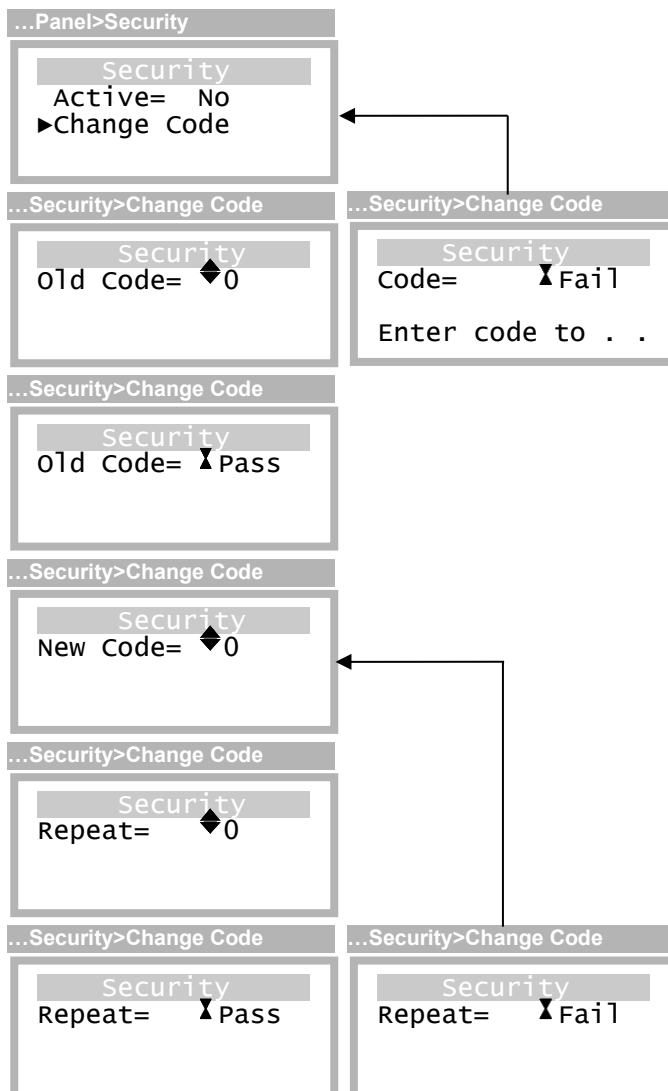 …Panel>Security
Security
Active= No
►Change Code
…Security>Change Code
Security
Old Code= 0
…Security>Change Code
Security
Code= Fail
Enter code to . .
…Security>Change Code
Security
Old Code= Pass
…Security>Change Code
Security
New Code= 0
…Security>Change Code
Security
Repeat= 0
…Security>Change Code
Security
Repeat= Pass
…Security>Change Code
Security
Repeat= Fail